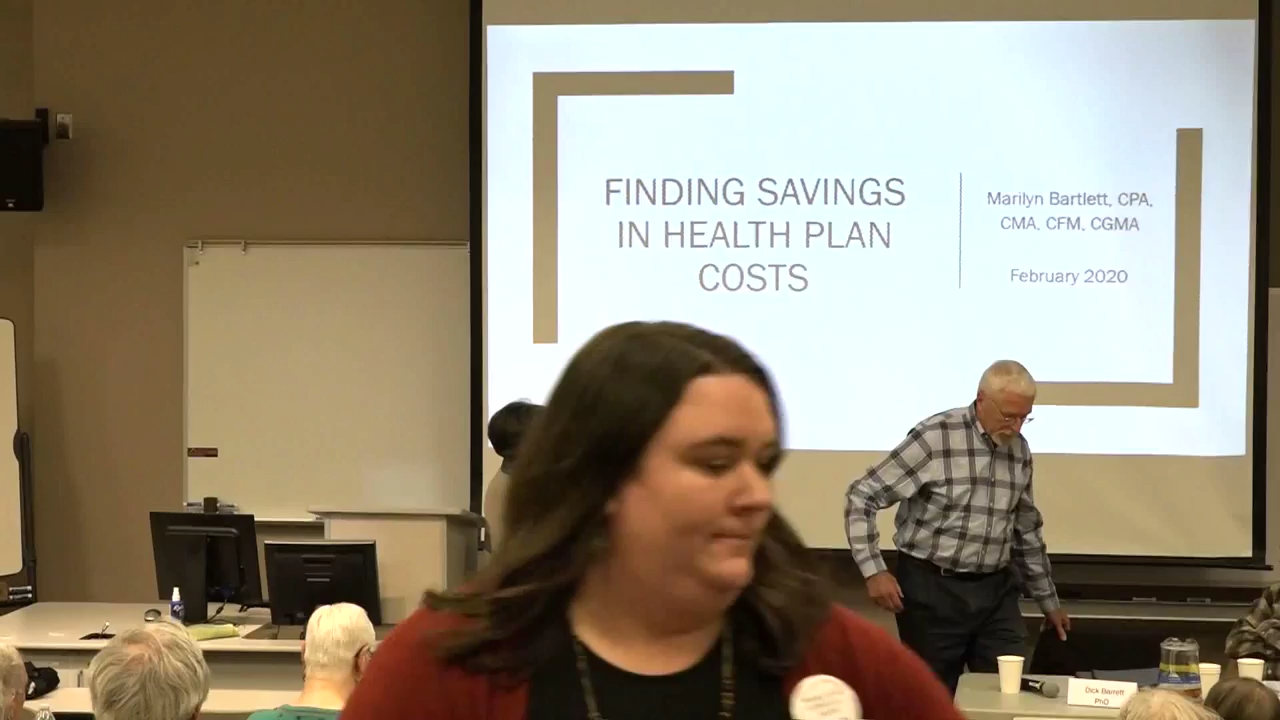 FINDING SAVINGS
IN HEALTH PLAN
COSTS
Marilyn Bartlett, CPA,
CMA, CFM, CGMA
February 2020
Dick Barrett
PhD